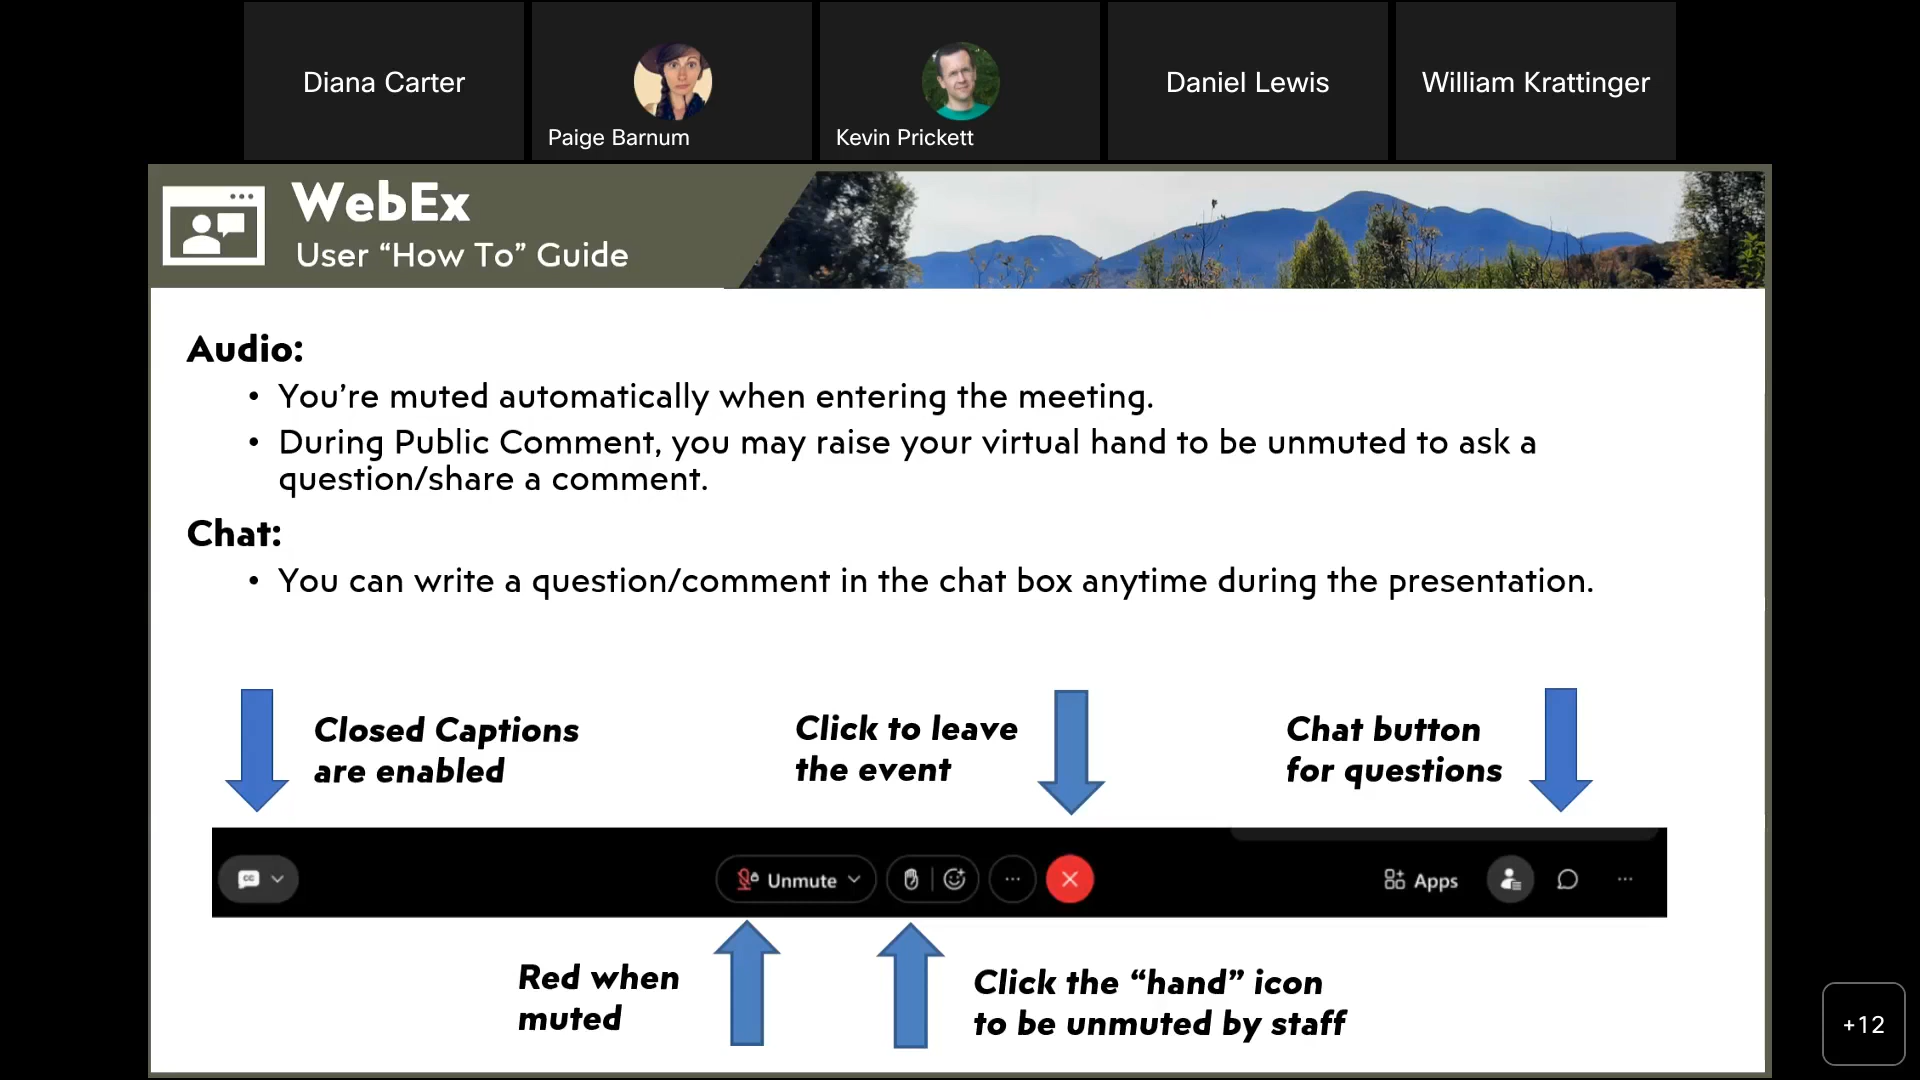 Diana Carter
Paige Barnum
Kevin Prickett
Daniel Lewis
William Krattinger
WebEx
User “How To” Guide
Audio:
• You’re muted automatically when entering the meeting.
• During Public Comment, you may raise your virtual hand to be unmuted to ask a
question/share a comment.
Chat:
• You can write a question/comment in the chat box anytime during the presentation.
Closed Captions
are enabled
Click to leave
the event
Chat button
for questions
CC
Unmute
Apps
Red when
muted
Click the “hand” icon
to be unmuted by staff
+12